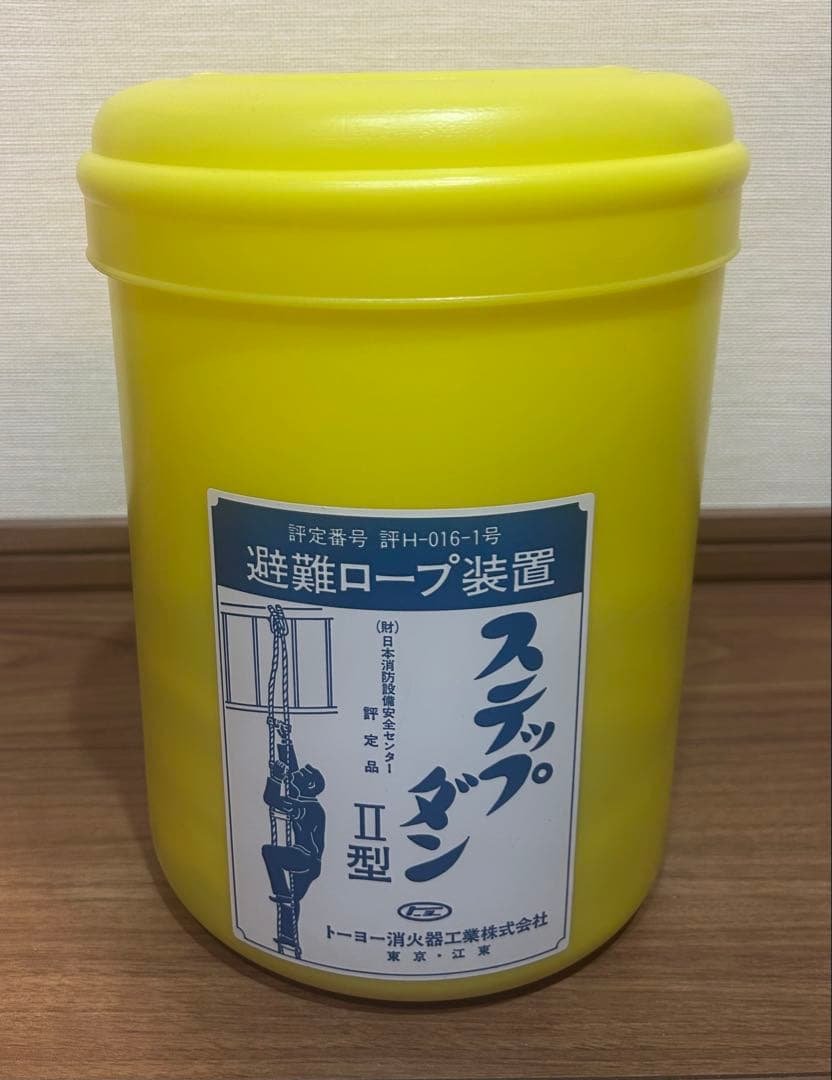 評定番号 評H-016-1号
避難ロープ装置
ステップ
ダン
(財)日本消防設備安全センター
評定品
II型
トーヨー消火器工業株式会社
東京・江東